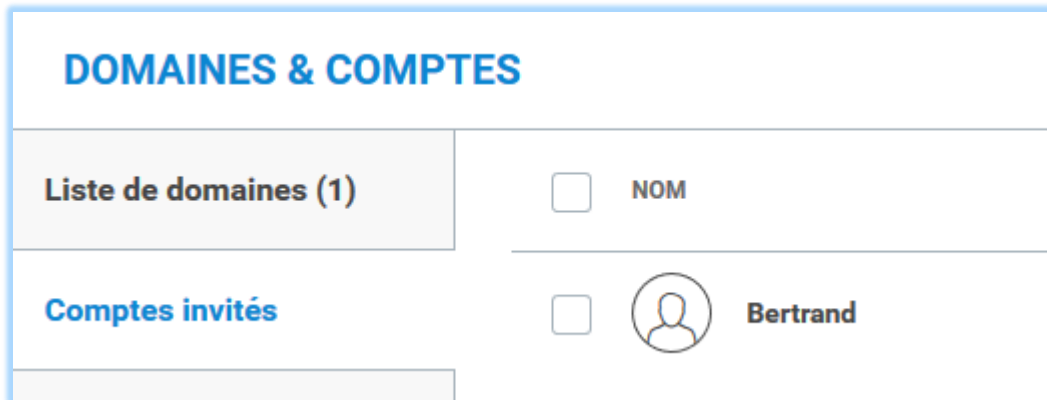 DOMAINES & COMPTES
Liste de domaines (1)
NOM
Comptes invités
Bertrand